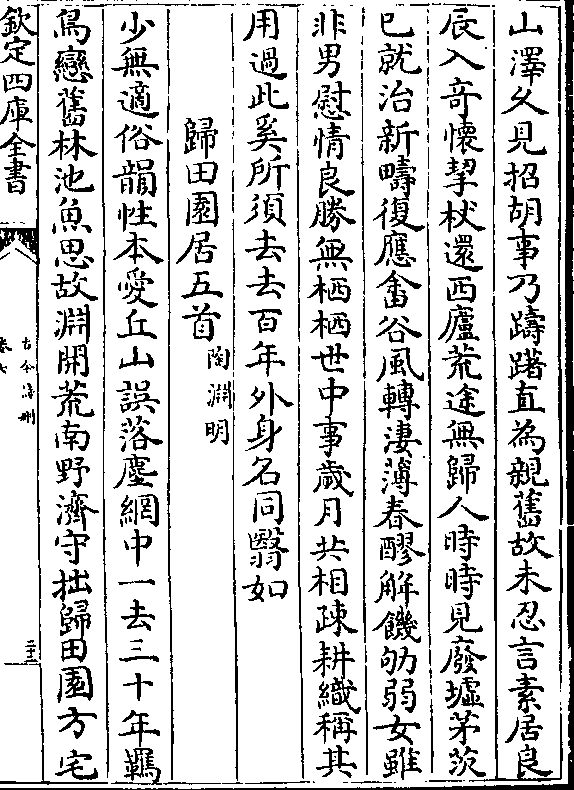 山澤久見招胡事乃躊躇直為親舊故未忍言素居良
辰入竒懷挈杖還西廬荒途無歸人時時見廢墟茅茨
已就治新疇復應畬谷風轉淒薄春醪解饑劬弱女雖
非男慰情良勝無栖栖世中事歲月共相疎耕織稱其
用過此奚所須去去百年外身名同翳如
歸田園居五首
陶淵明
少無適俗韻性本愛丘山誤落塵網中一去三十年羈
鳥戀舊林池魚思故淵開荒南野濟守拙歸田園方宅
欽定四庫全書
古今詩刪
卷七
二十二